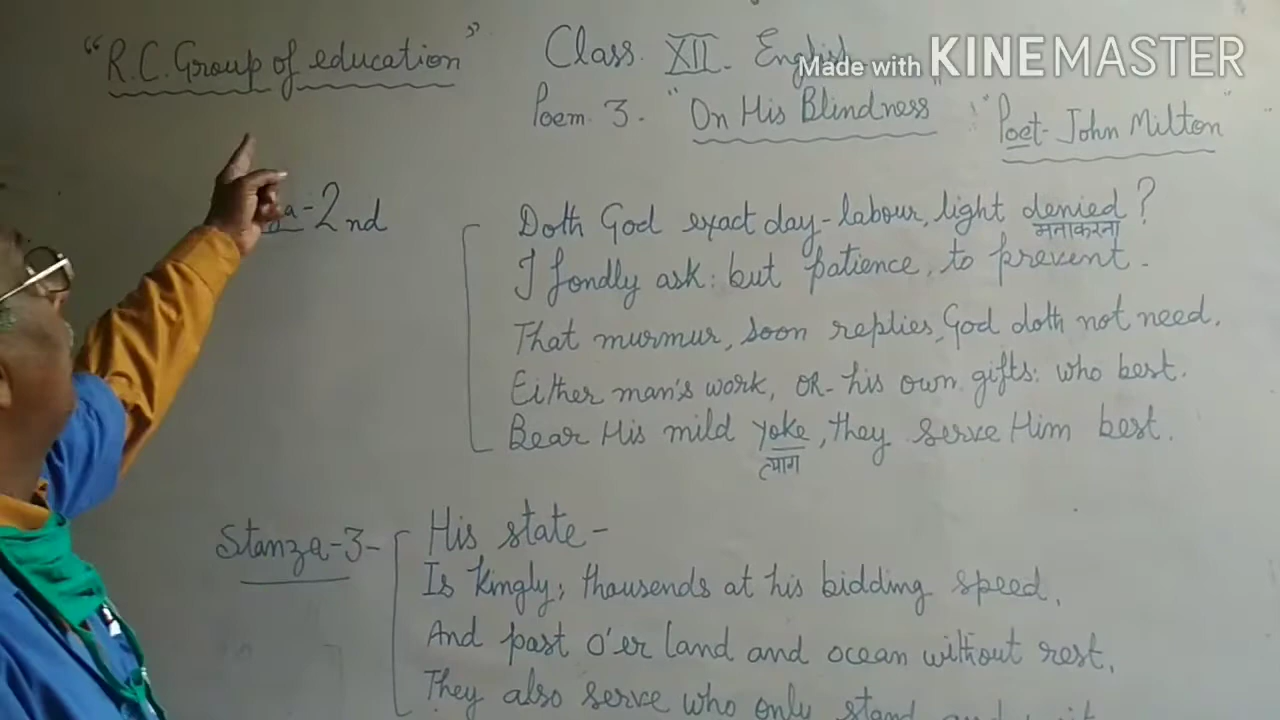 "R.C. Group of education"
Class XII English
Made with KINEMASTER
Poem 3. "On His Blindness" "Poet- John Milton"
2nd
Doth God exact day-labour, light denied?
मनाकरना
I fondly ask: but patience, to prevent.
That murmur, soon replies, God doth not need.
Either man's work, or his own gifts: who best.
Bear His mild yoke, they serve Him best.
त्याग
Stanza-3-
His state -
Is kingly; thousends at his bidding speed.
And past o'er land and ocean without rest.
They also serve who only stand and wait